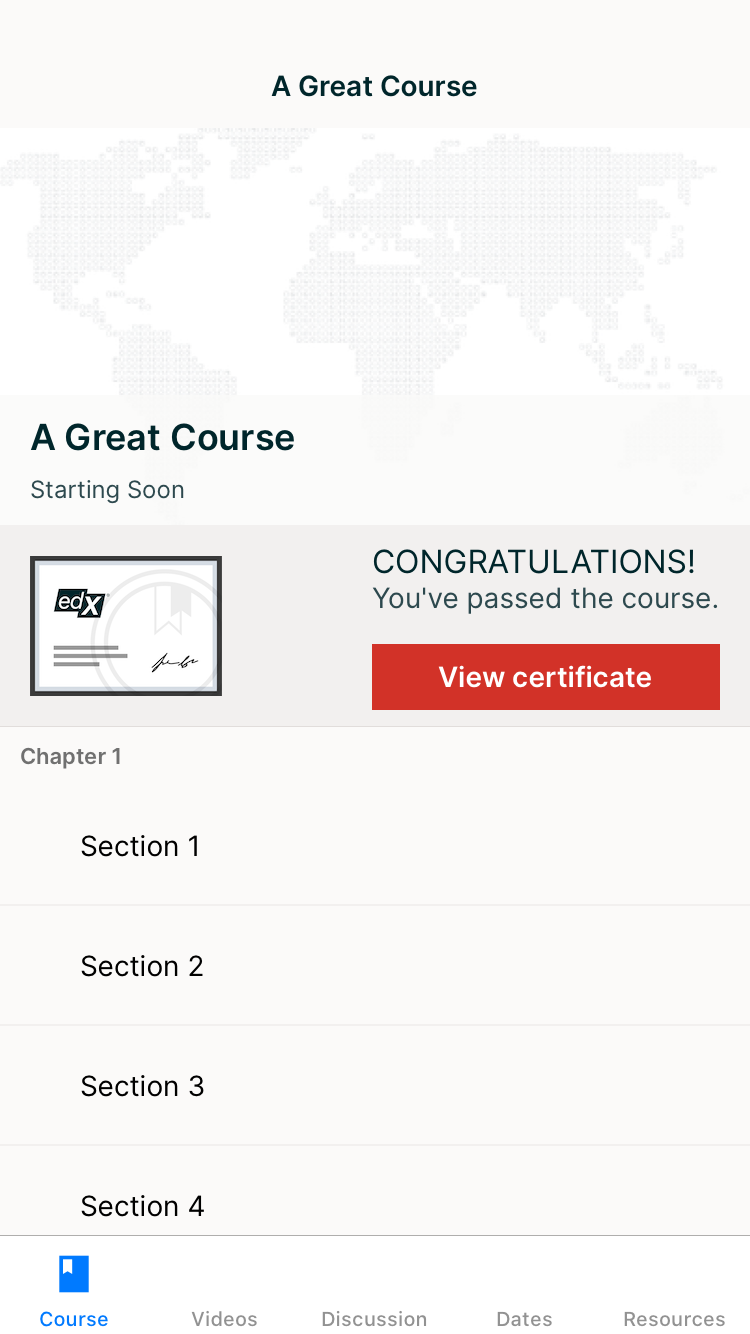 A Great Course
A Great Course
Starting Soon
edX
CONGRATULATIONS!
You've passed the course.
View certificate
Chapter 1
Section 1
Section 2
Section 3
Section 4
Course
Videos
Discussion
Dates
Resources